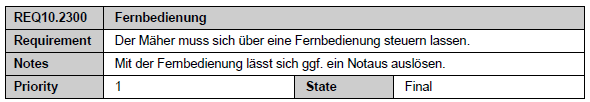 REQ10.2300 Fernbedienung
Requirement Der Mäher muss sich über eine Fernbedienung steuern lassen.
Notes Mit der Fernbedienung lässt sich ggf. ein Notaus auslösen.
Priority 1 State Final